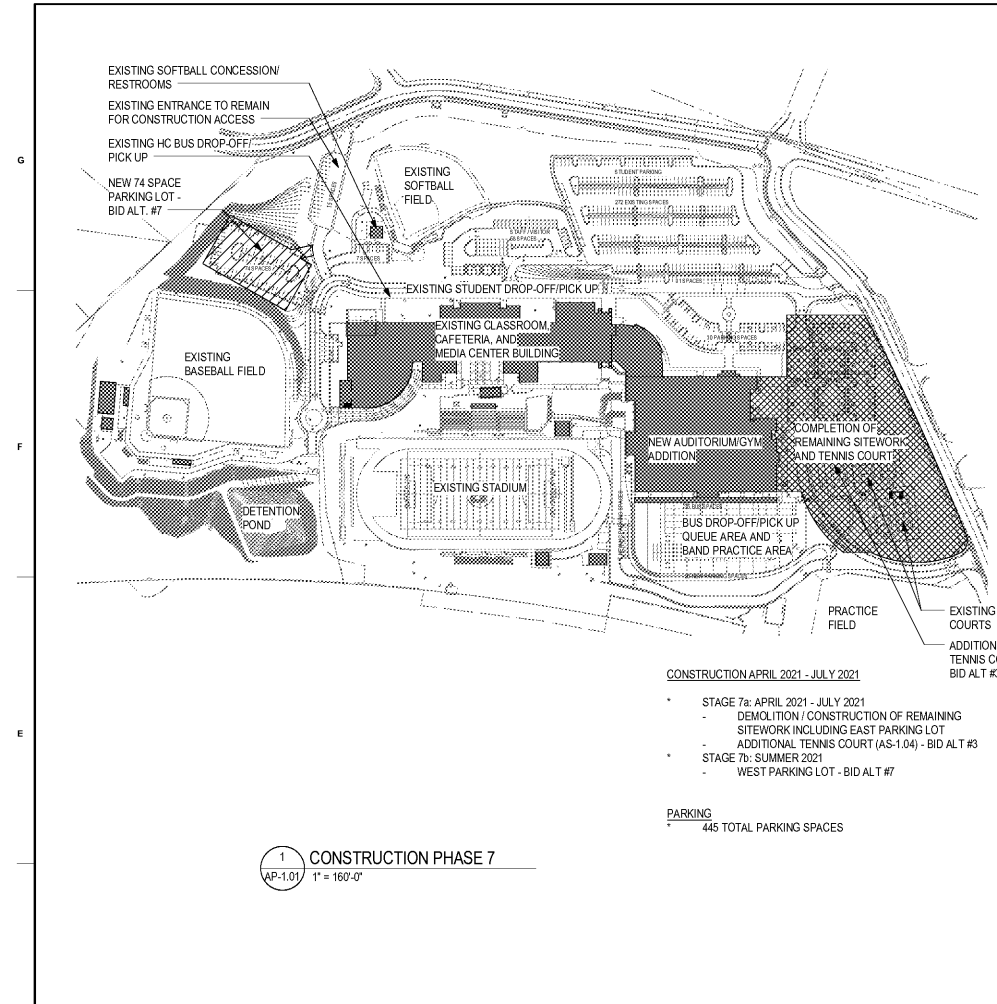 EXISTING SOFTBALL CONCESSION/
RESTROOMS
EXISTING ENTRANCE TO REMAIN
FOR CONSTRUCTION ACCESS
EXISTING HC BUS DROP-OFF/
PICK UP
NEW 74 SPACE
PARKING LOT -
BID ALT. #7
G
EXISTING
SOFTBALL
FIELD
STUDENT PARKING
272 EXISTING SPACES
STAFF / VISITOR
7 SPACES
74 SPACES
EXISTING STUDENT DROP-OFF/PICK UP
EXISTING CLASSROOM,
CAFETERIA, AND
MEDIA CENTER BUILDING
EXISTING
BASEBALL FIELD
F
NEW AUDITORIUM/GYM
ADDITION
COMPLETION OF
REMAINING SITEWORK
AND TENNIS COURT
EXISTING STADIUM
DETENTION
POND
BUS DROP-OFF/PICK UP
QUEUE AREA AND
BAND PRACTICE AREA
PRACTICE
FIELD
EXISTING
COURTS
ADDITION
TENNIS C
BID ALT #
CONSTRUCTION APRIL 2021 - JULY 2021
* STAGE 7a: APRIL 2021 - JULY 2021
- DEMOLITION / CONSTRUCTION OF REMAINING
SITEWORK INCLUDING EAST PARKING LOT
- ADDITIONAL TENNIS COURT (AS-1.04) - BID ALT #3
* STAGE 7b: SUMMER 2021
- WEST PARKING LOT - BID ALT #7
E
PARKING
* 445 TOTAL PARKING SPACES
1
AP-1.01
CONSTRUCTION PHASE 7
1" = 160'-0"